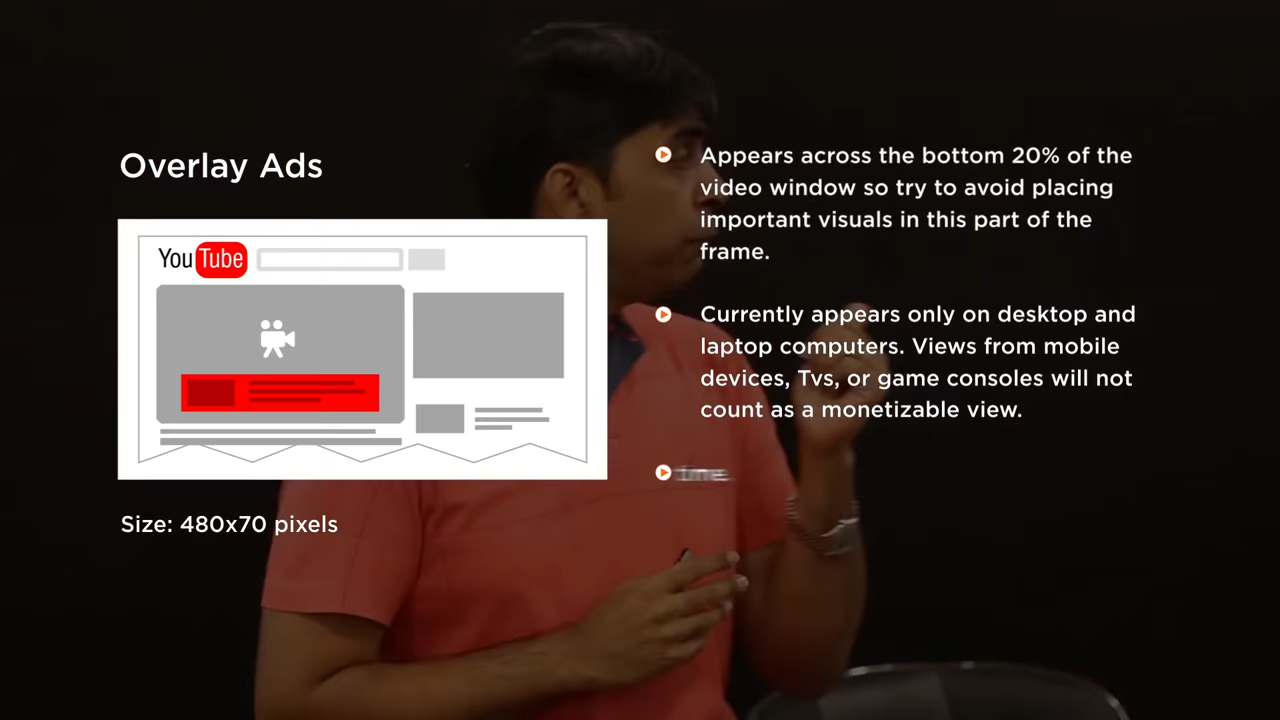 Overlay Ads
YouTube
Size: 480x70 pixels
Appears across the bottom 20% of the
video window so try to avoid placing
important visuals in this part of the
frame.
Currently appears only on desktop and
laptop computers. Views from mobile
devices, Tvs, or game consoles will not
count as a monetizable view.